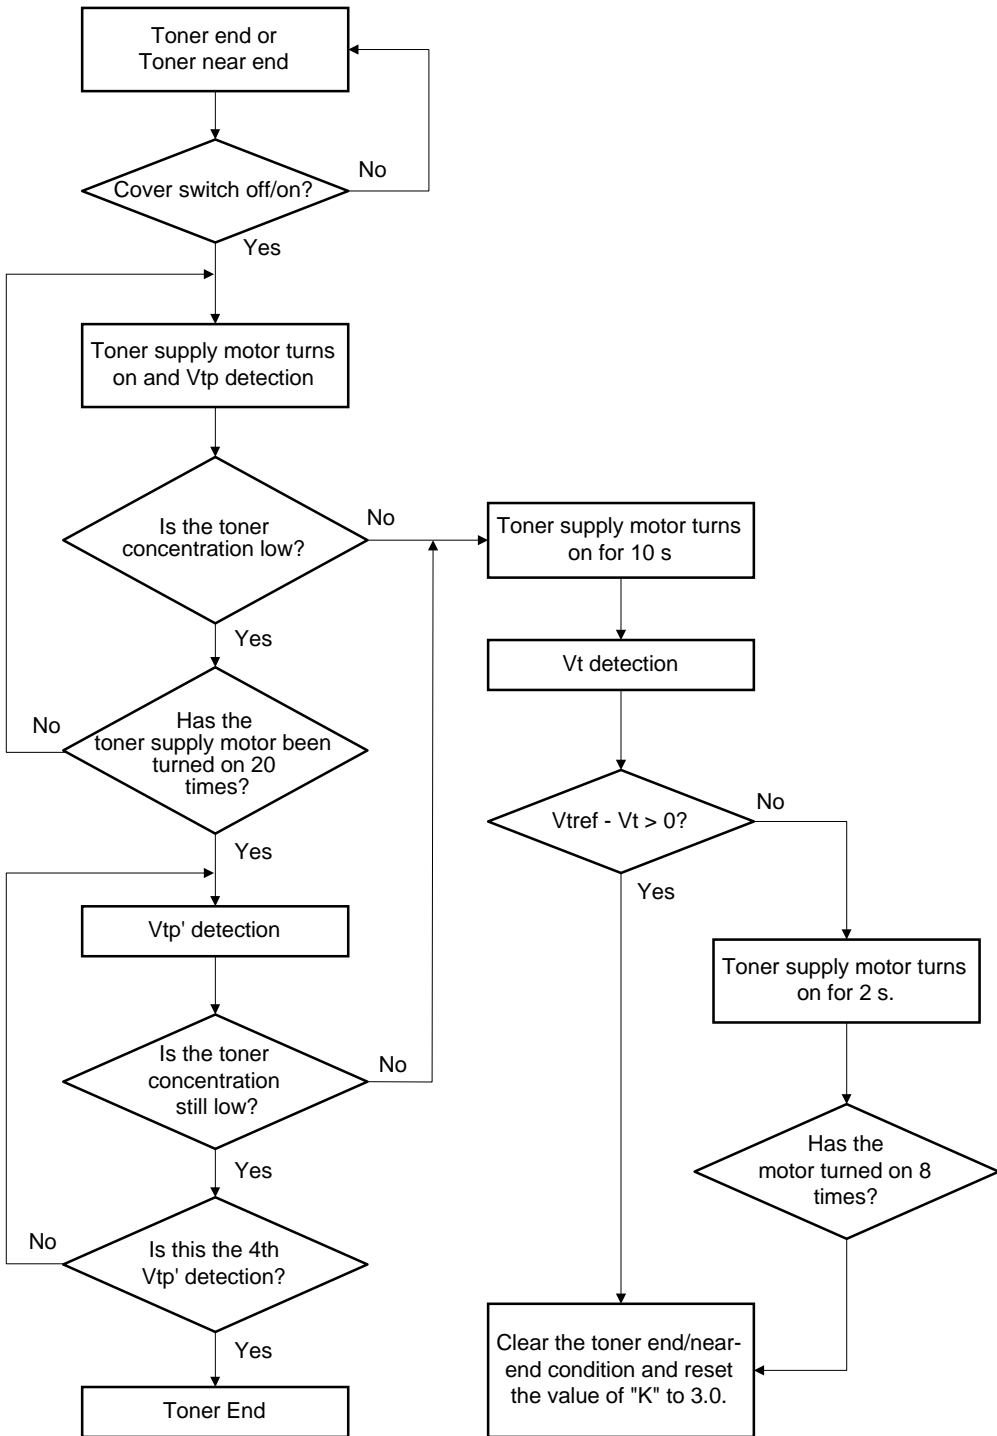 Toner end or
Toner near end
No
Cover switch off/on?
Yes
Toner supply motor turns
on and Vtp detection
Is the toner
concentration low?
No
Yes
Toner supply motor turns
on for 10 s
Vt detection
Has the
toner supply motor been
turned on 20
times?
No
Yes
Vtref - Vt > 0?
No
Yes
Vtp' detection
Toner supply motor turns
on for 2 s.
Is the toner
concentration
still low?
No
Yes
Has the
motor turned on 8
times?
Is this the 4th
Vtp' detection?
No
Yes
Clear the toner end/near-
end condition and reset
the value of "K" to 3.0.
Toner End